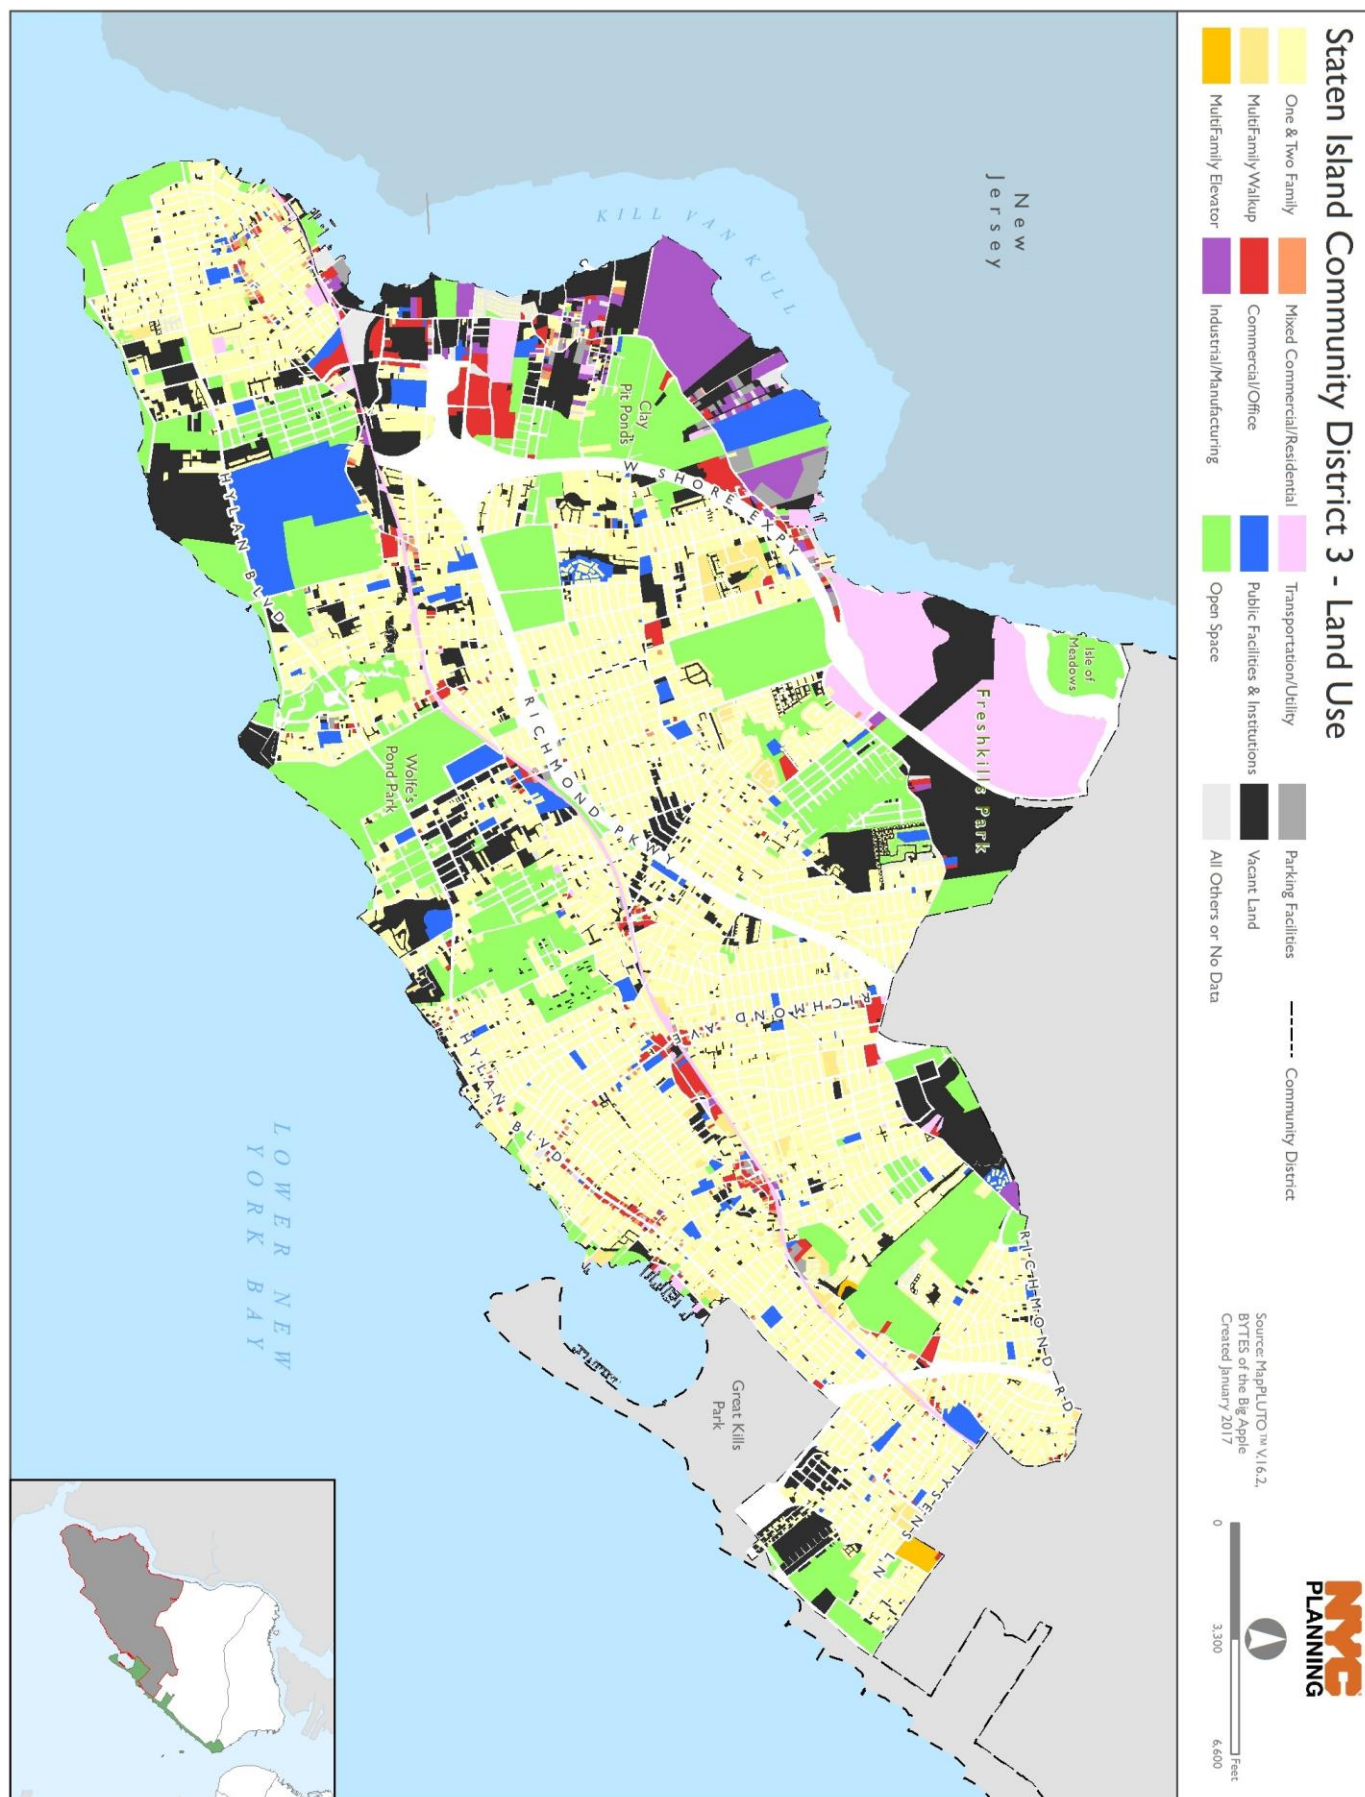 Staten Island Community District 3 - Land Use
One & Two Family
MultiFamily Walkup
MultiFamily Elevator
Mixed Commercial/Residential
Commercial/Office
Industrial/Manufacturing
Transportation/Utility
Public Facilities & Institutions
Open Space
Parking Facilities
Vacant Land
All Others or No Data
Community District
Source: MapPLUTO™ V.16.2,
BYTES of the Big Apple
Created January 2017
NYC
PLANNING
0
3,300
6,600
Feet
New
Jersey
KILL VAN KULL
Isle of
Meadows
Freshkills Park
W SHORE EXPY
Clay
Pit Ponds
RICHMOND PKWY
RICHMOND AVE
RICHMOND RD
HYLAN BLVD
Wolfe's
Pond Park
HYLAN BLVD
TYSENS LN
Great Kills
Park
LOWER NEW
YORK BAY